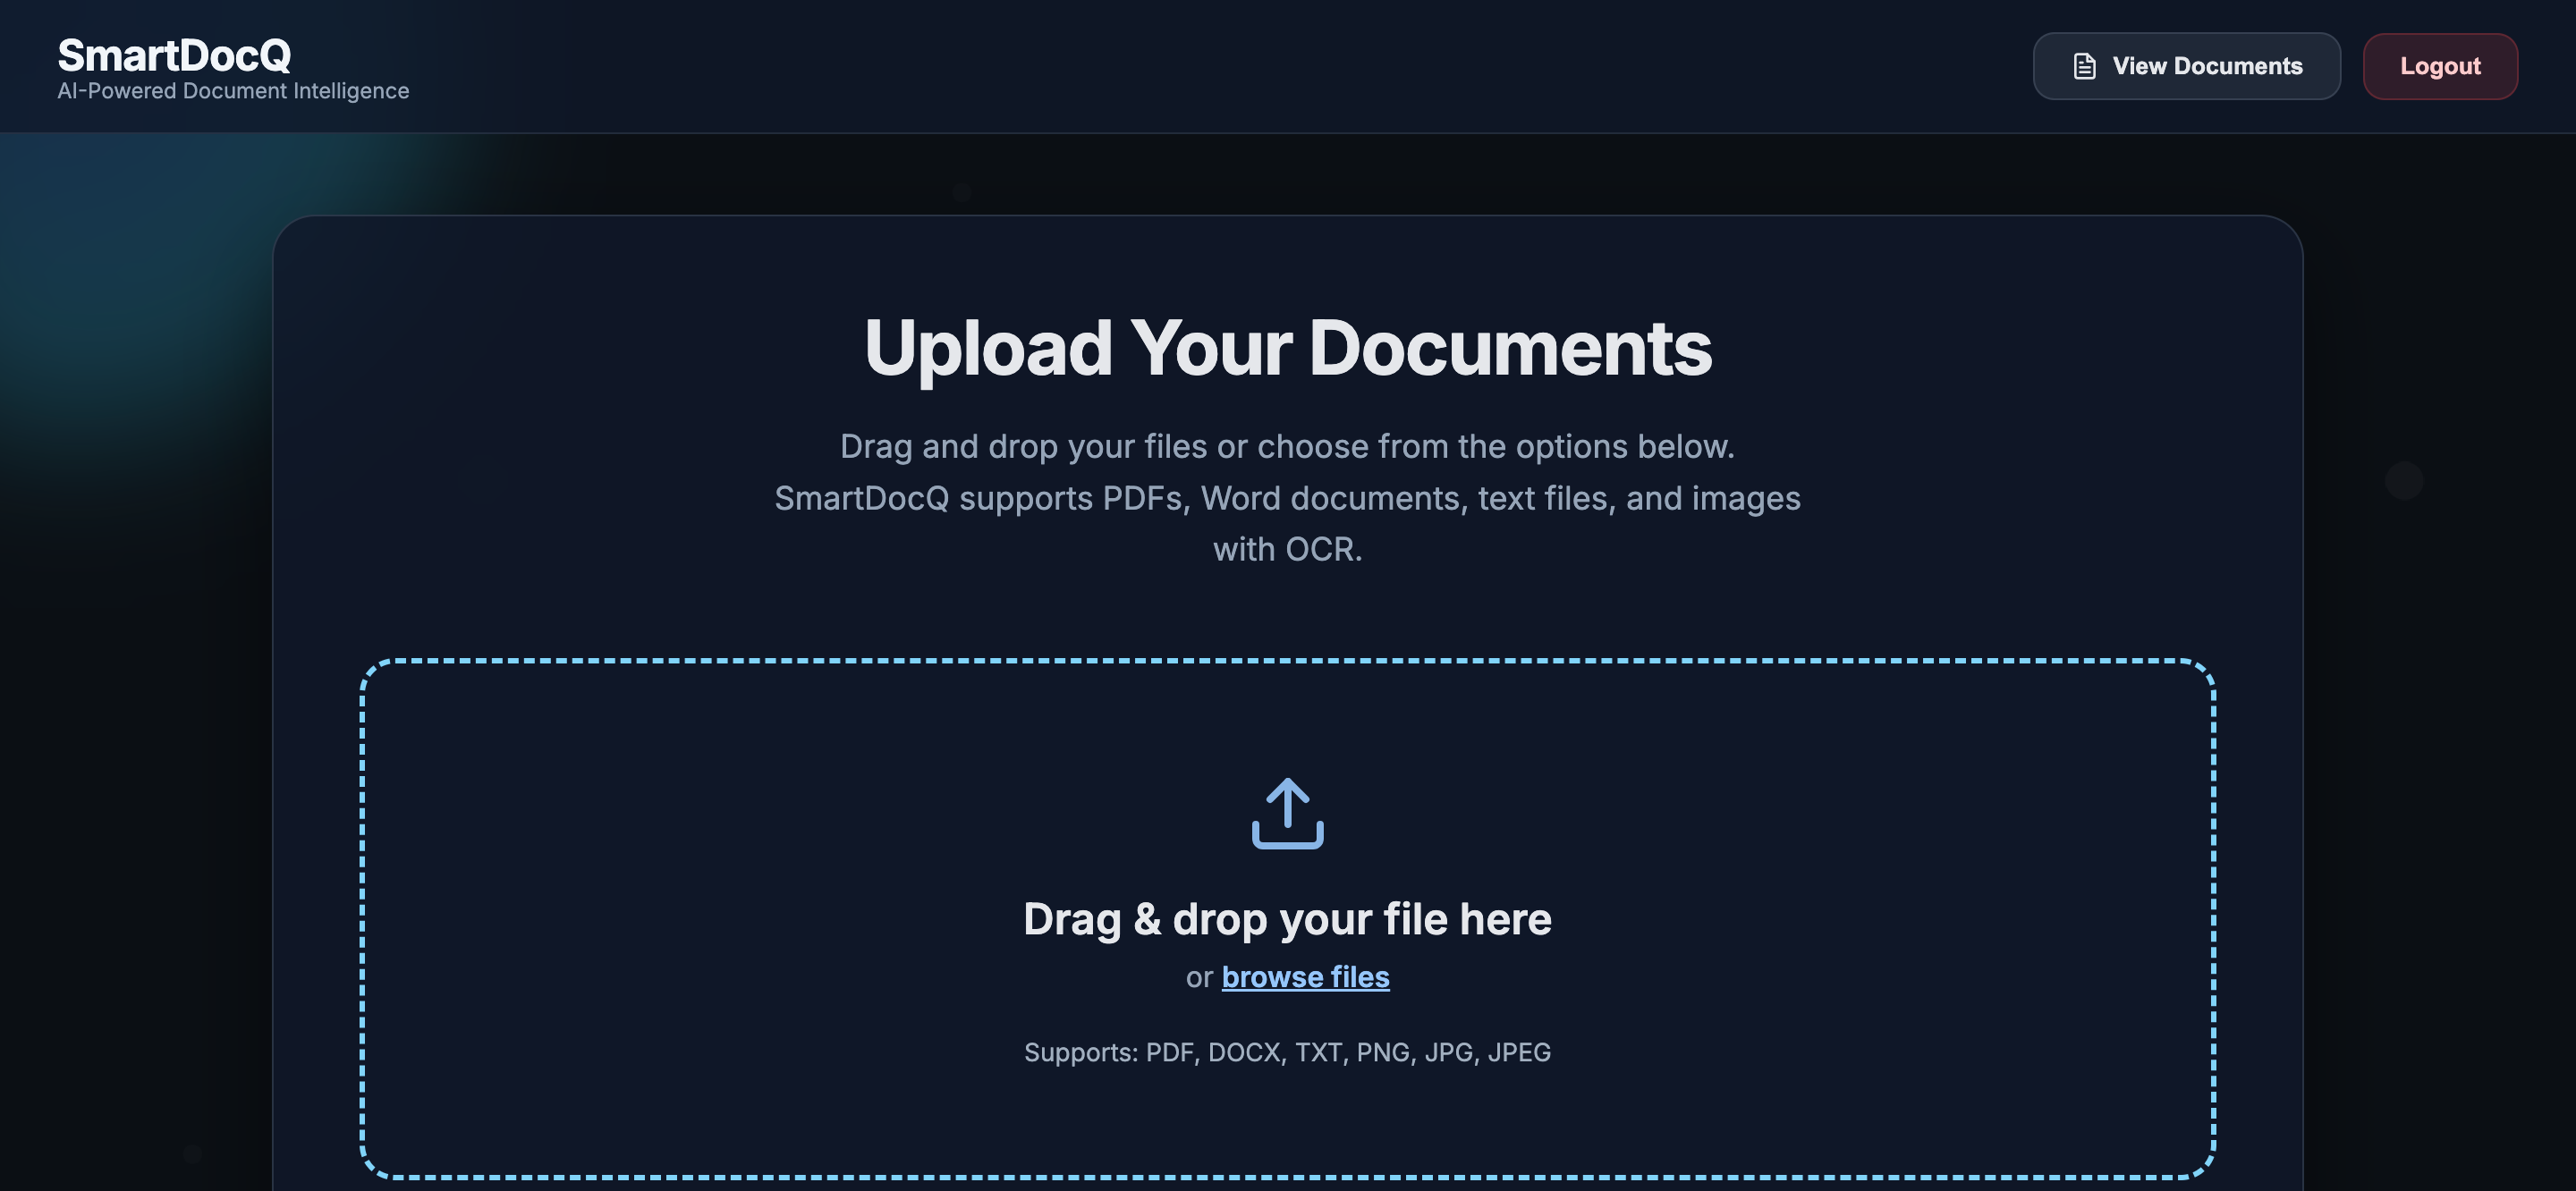 SmartDocQ
AI-Powered Document Intelligence
View Documents
Logout
Upload Your Documents
Drag and drop your files or choose from the options below.
SmartDocQ supports PDFs, Word documents, text files, and images
with OCR.
Drag & drop your file here
or browse files
Supports: PDF, DOCX, TXT, PNG, JPG, JPEG